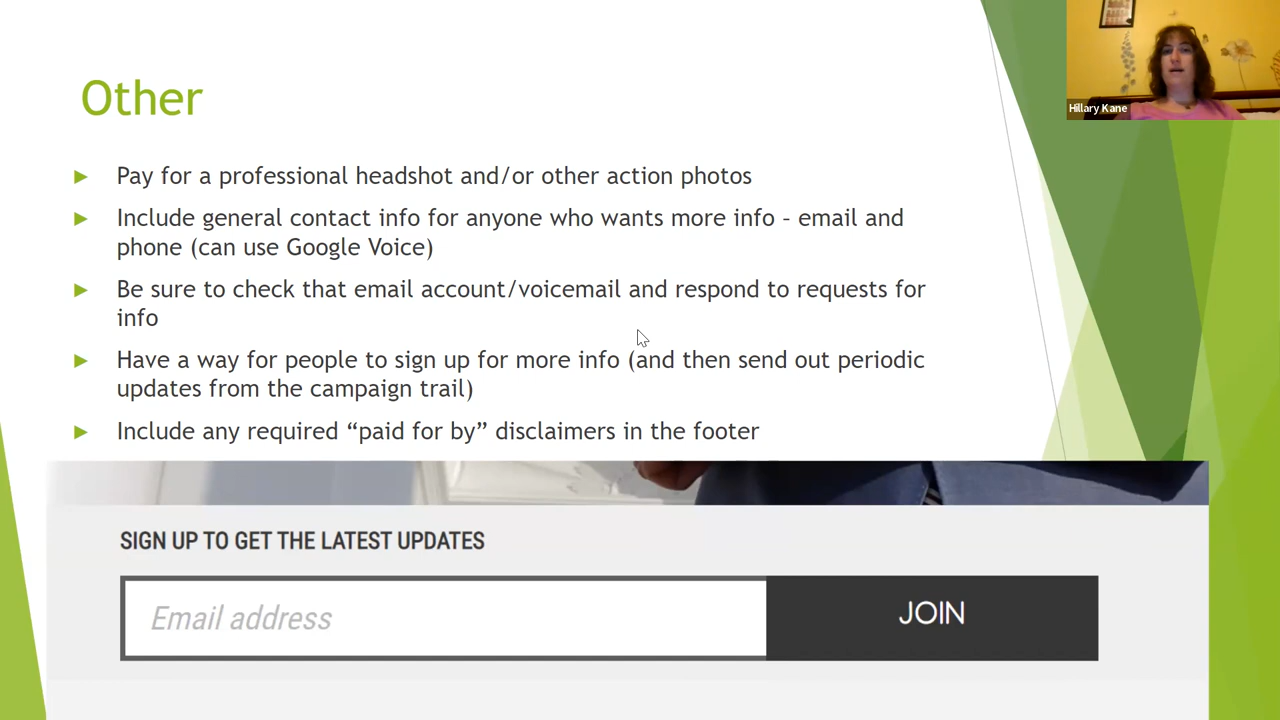 Other
Hillary Kane
► Pay for a professional headshot and/or other action photos
► Include general contact info for anyone who wants more info – email and
phone (can use Google Voice)
► Be sure to check that email account/voicemail and respond to requests for
info
► Have a way for people to sign up for more info (and then send out periodic
updates from the campaign trail)
► Include any required “paid for by” disclaimers in the footer
SIGN UP TO GET THE LATEST UPDATES
Email address
JOIN